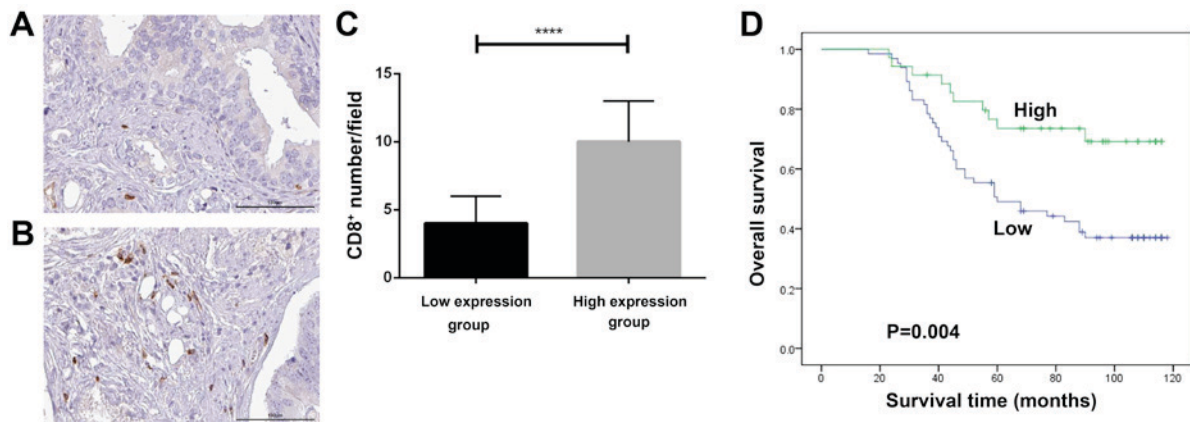 A
B
C
****
CD8⁺ number/field
15
10
5
0
Low expression
group
High expression
group
D
Overall survival
1.0
0.8
0.6
0.4
0.2
0.0
High
Low
P=0.004
0 20 40 60 80 100 120
Survival time (months)